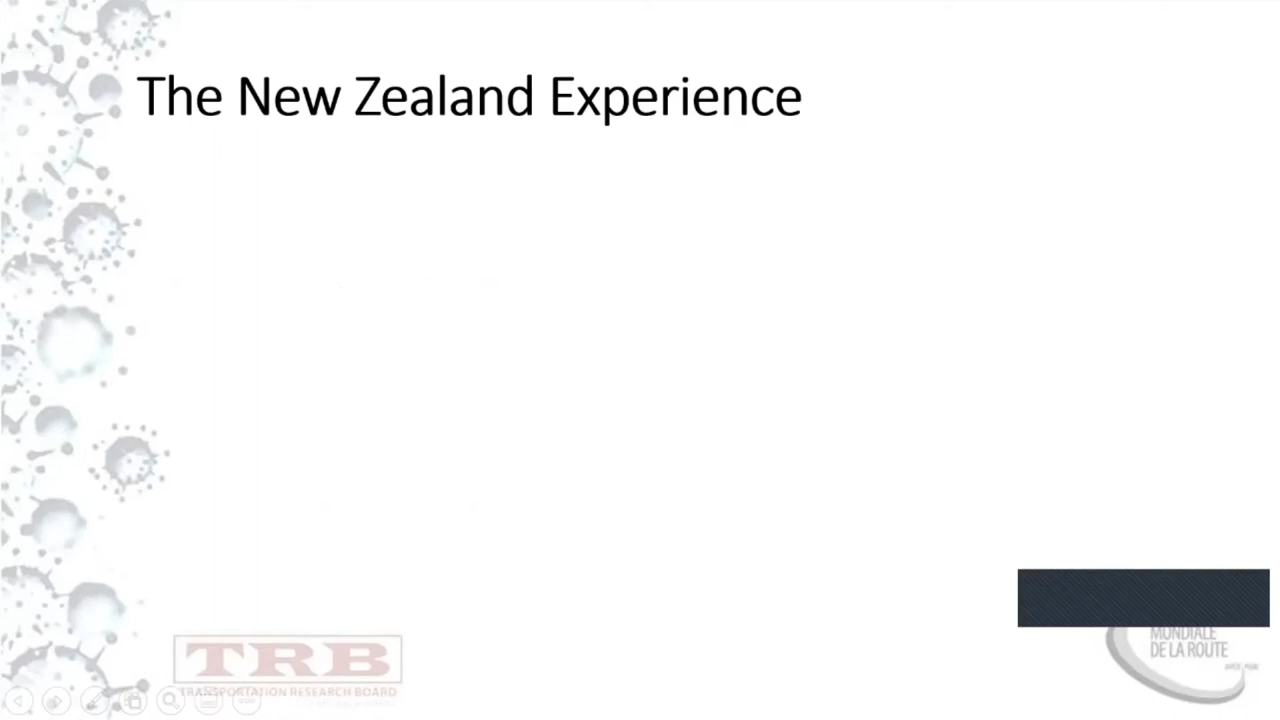 The New Zealand Experience
TRB
TRANSPORTATION RESEARCH BOARD
MONDIALE
DE LA ROUTE